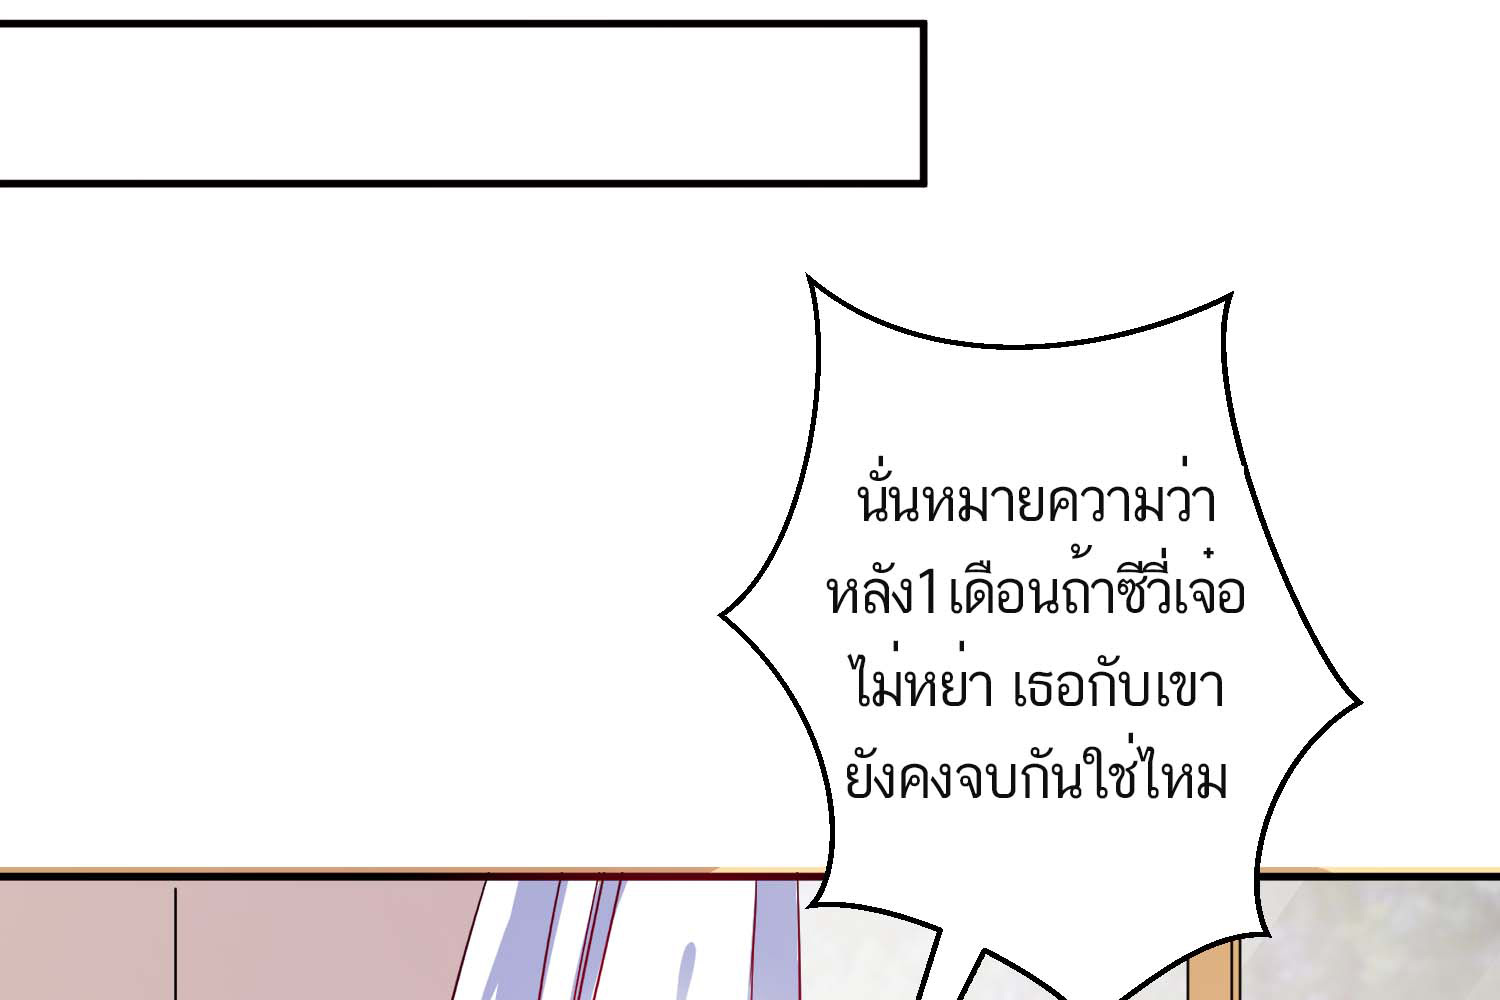 นั่นหมายความว่า
หลัง1เดือนถ้าซีวี่เจ๋อ
ไม่หย่า เธอกับเขา
ยังคงจบกันใช่ไหม